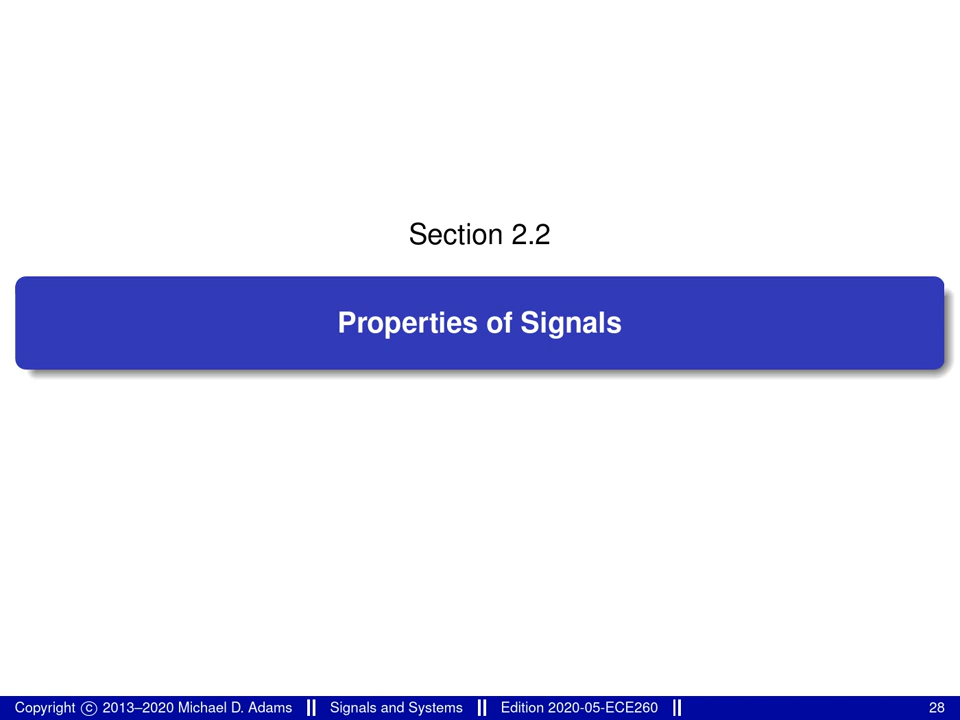 Section 2.2
Properties of Signals
Copyright © 2013–2020 Michael D. Adams Signals and Systems Edition 2020-05-ECE260 28